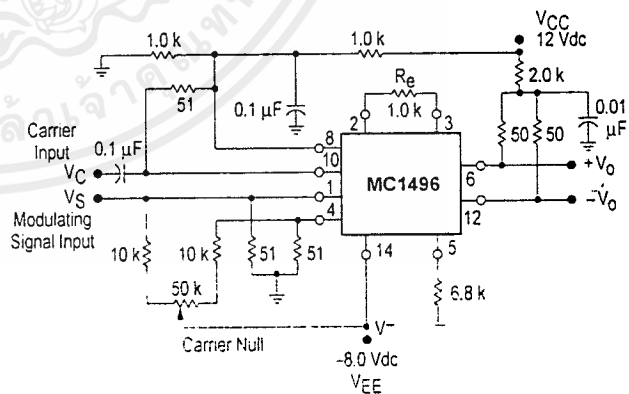 1.0 k
1.0 k
VCC
12 Vdc
Re
1.0 k
2.0 k
51
0.1 μF
0.01
μF
50
50
2
3
Carrier
Input
0.1 μF
VC
8
10
MC1496
6
+Vo
VS
1
Modulating
Signal Input
4
12
-Vo
10 k
10 k
51
51
14
5
50 k
6.8 k
Carrier Null
V–
-8.0 Vdc
VEE